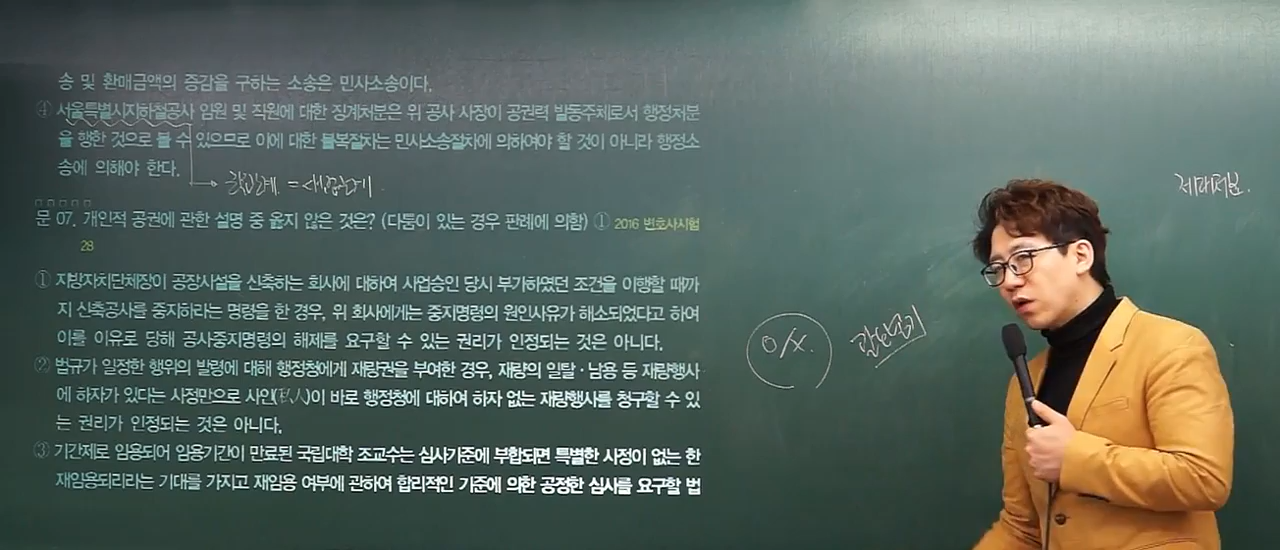 송 및 환매금액의 증감을 구하는 소송은 민사소송이다.
④ 서울특별시지하철공사 임원 및 직원에 대한 징계처분은 위 공사 사장이 공권력 발동주체로서 행정처분
을 행한 것으로 볼 수 있으므로 이에 대한 불복절차는 민사소송절차에 의하여야 할 것이 아니라 행정소
송에 의해야 한다.
제재처분.
문 07. 개인적 공권에 관한 설명 중 옳지 않은 것은? (다툼이 있는 경우 판례에 의함) ① 2016 변호사시험
28
① 지방자치단체장이 공장시설을 신축하는 회사에 대하여 사업승인 당시 부가하였던 조건을 이행할 때까
지 신축공사를 중지하라는 명령을 한 경우, 위 회사에게는 중지명령의 원인사유가 해소되었다고 하여
이를 이유로 당해 공사중지명령의 해제를 요구할 수 있는 권리가 인정되는 것은 아니다.
O/X.
② 법규가 일정한 행위의 발령에 대해 행정청에게 재량권을 부여한 경우, 재량의 일탈·남용 등 재량행사
에 하자가 있다는 사정만으로 사인(私人)이 바로 행정청에 대하여 하자 없는 재량행사를 청구할 수 있
는 권리가 인정되는 것은 아니다.
③ 기간제로 임용되어 임용기간이 만료된 국립대학 조교수는 심사기준에 부합되면 특별한 사정이 없는 한
재임용되리라는 기대를 가지고 재임용 여부에 관하여 합리적인 기준에 의한 공정한 심사를 요구할 법